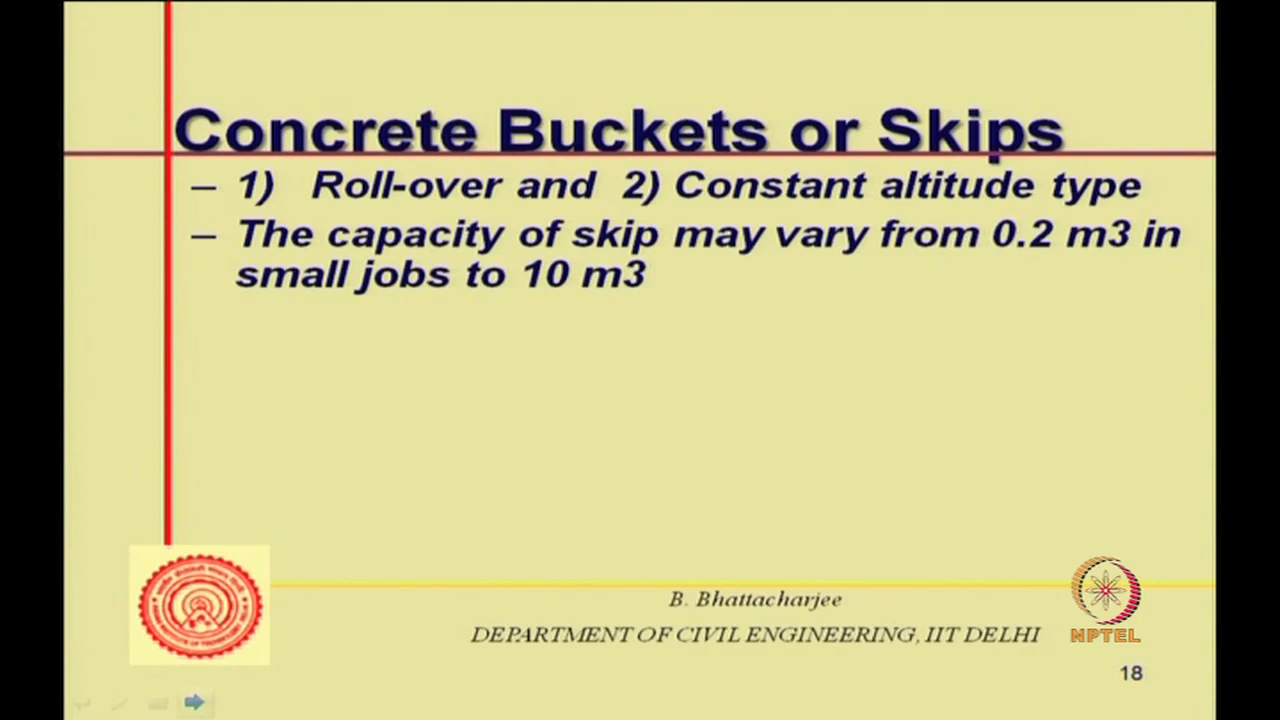 Concrete Buckets or Skips
– 1) Roll-over and 2) Constant altitude type
– The capacity of skip may vary from 0.2 m3 in
small jobs to 10 m3
B. Bhattacharjee
DEPARTMENT OF CIVIL ENGINEERING, IIT DELHI
NPTEL
18